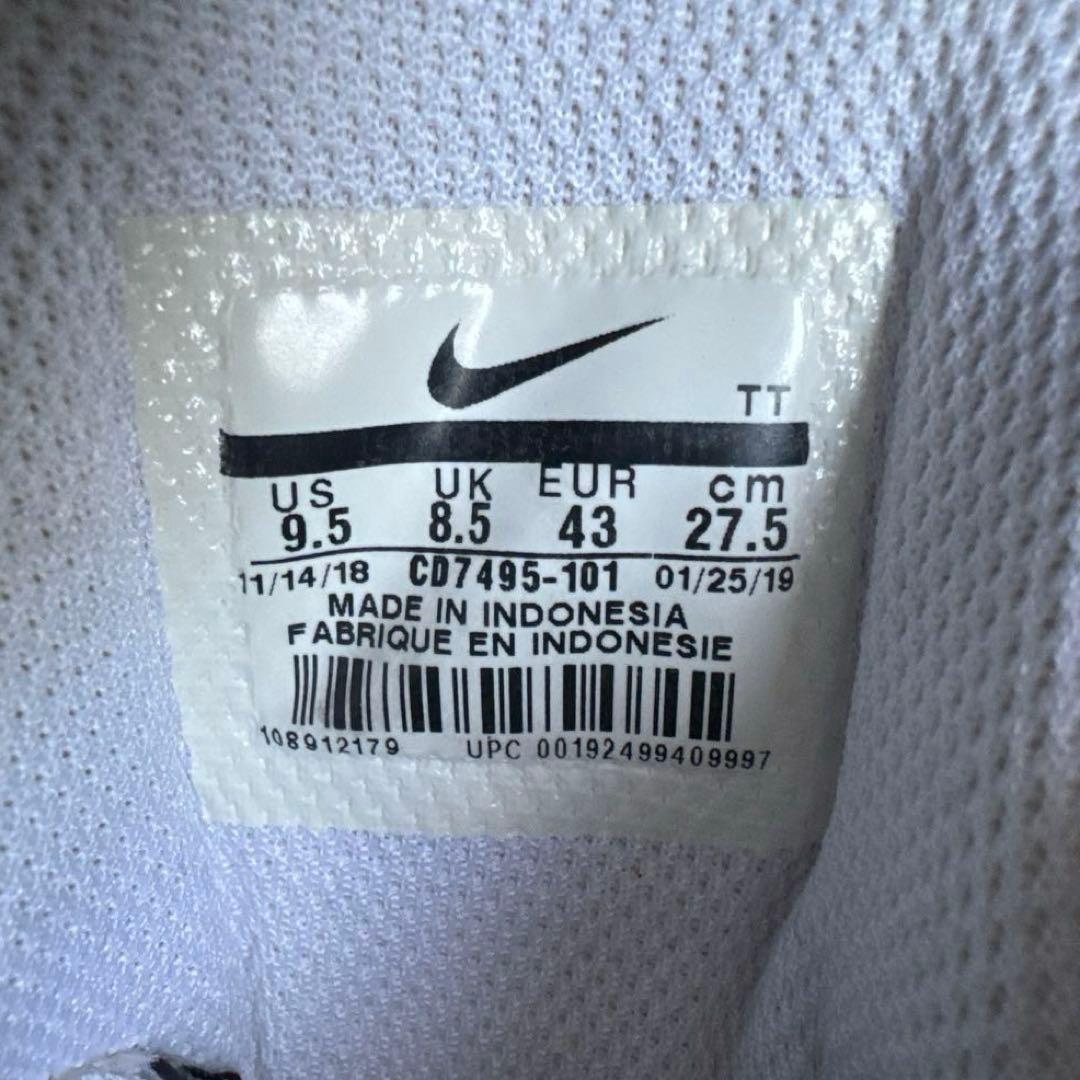 TT
US UK EUR cm
9.5 8.5 43 27.5
11/14/18 CD7495-101 01/25/19
MADE IN INDONESIA
FABRIQUE EN INDONESIE
108912179 UPC 00192499409997